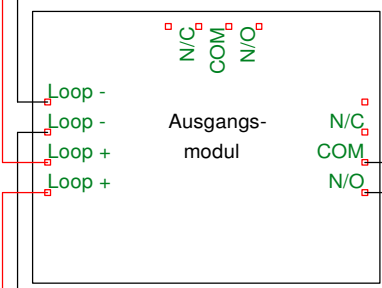 N/C COM N/O
Loop -
Loop -
Loop +
Loop +
Ausgangs-
modul
N/C
COM
N/O